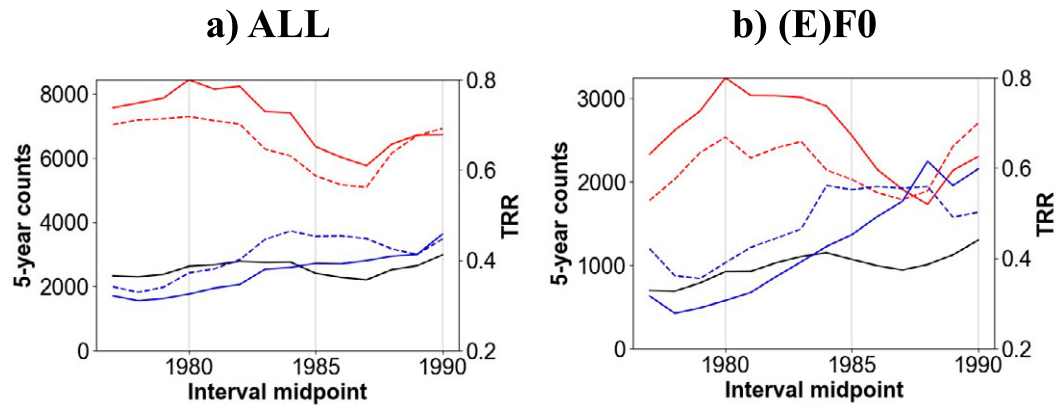 a) ALL
8000
6000
4000
2000
0
5-year counts
0.8
0.6
0.4
0.2
TRR
1980
1985
1990
Interval midpoint
b) (E)F0
3000
2000
1000
0
5-year counts
0.8
0.6
0.4
0.2
TRR
1980
1985
1990
Interval midpoint